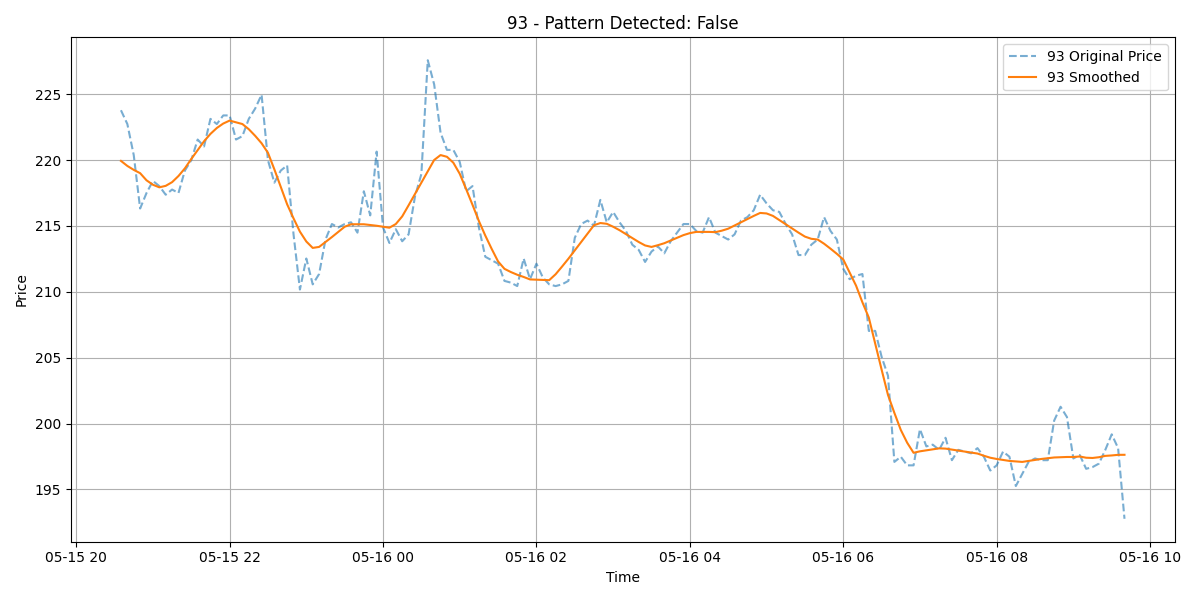 93 - Pattern Detected: False
93 Original Price
93 Smoothed
225
220
215
210
205
200
195
Price
05-15 20 05-15 22 05-16 00 05-16 02 05-16 04 05-16 06 05-16 08 05-16 10
Time